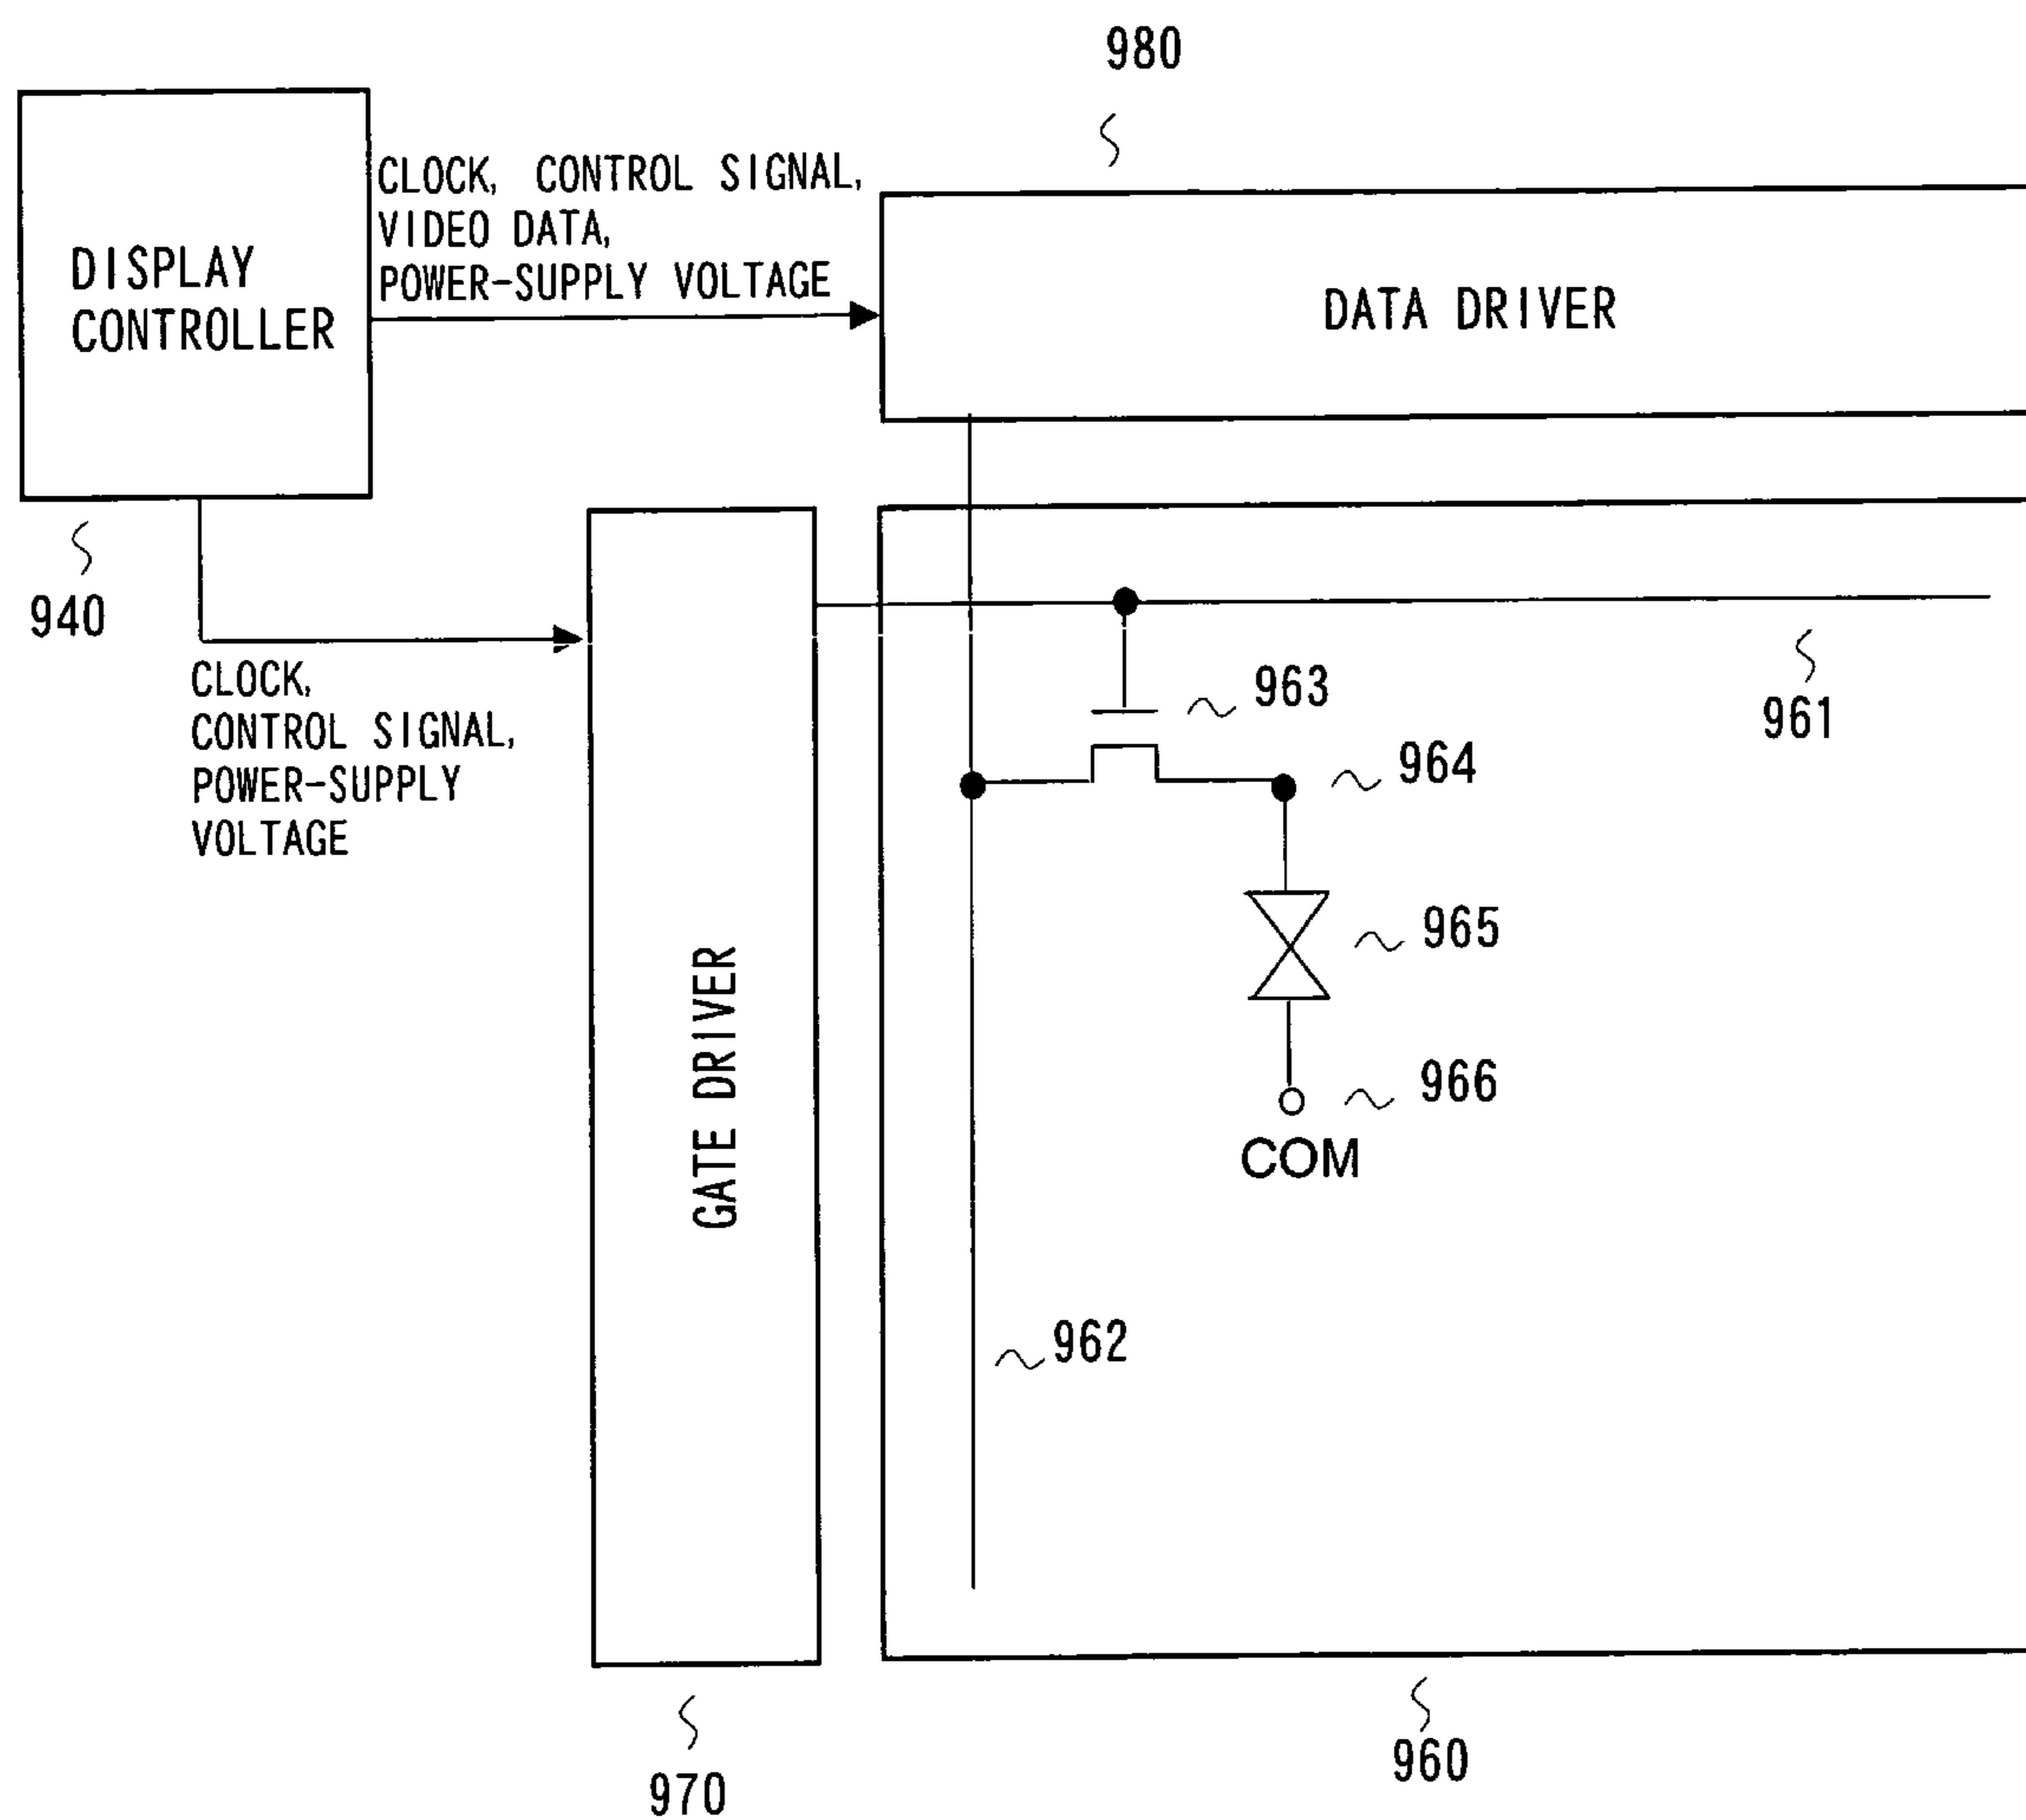 980
CLOCK, CONTROL SIGNAL,
VIDEO DATA,
POWER-SUPPLY VOLTAGE
DISPLAY
CONTROLLER
DATA DRIVER
940
CLOCK,
CONTROL SIGNAL,
POWER-SUPPLY
VOLTAGE
963
961
964
965
GATE DRIVER
966
COM
962
970
960